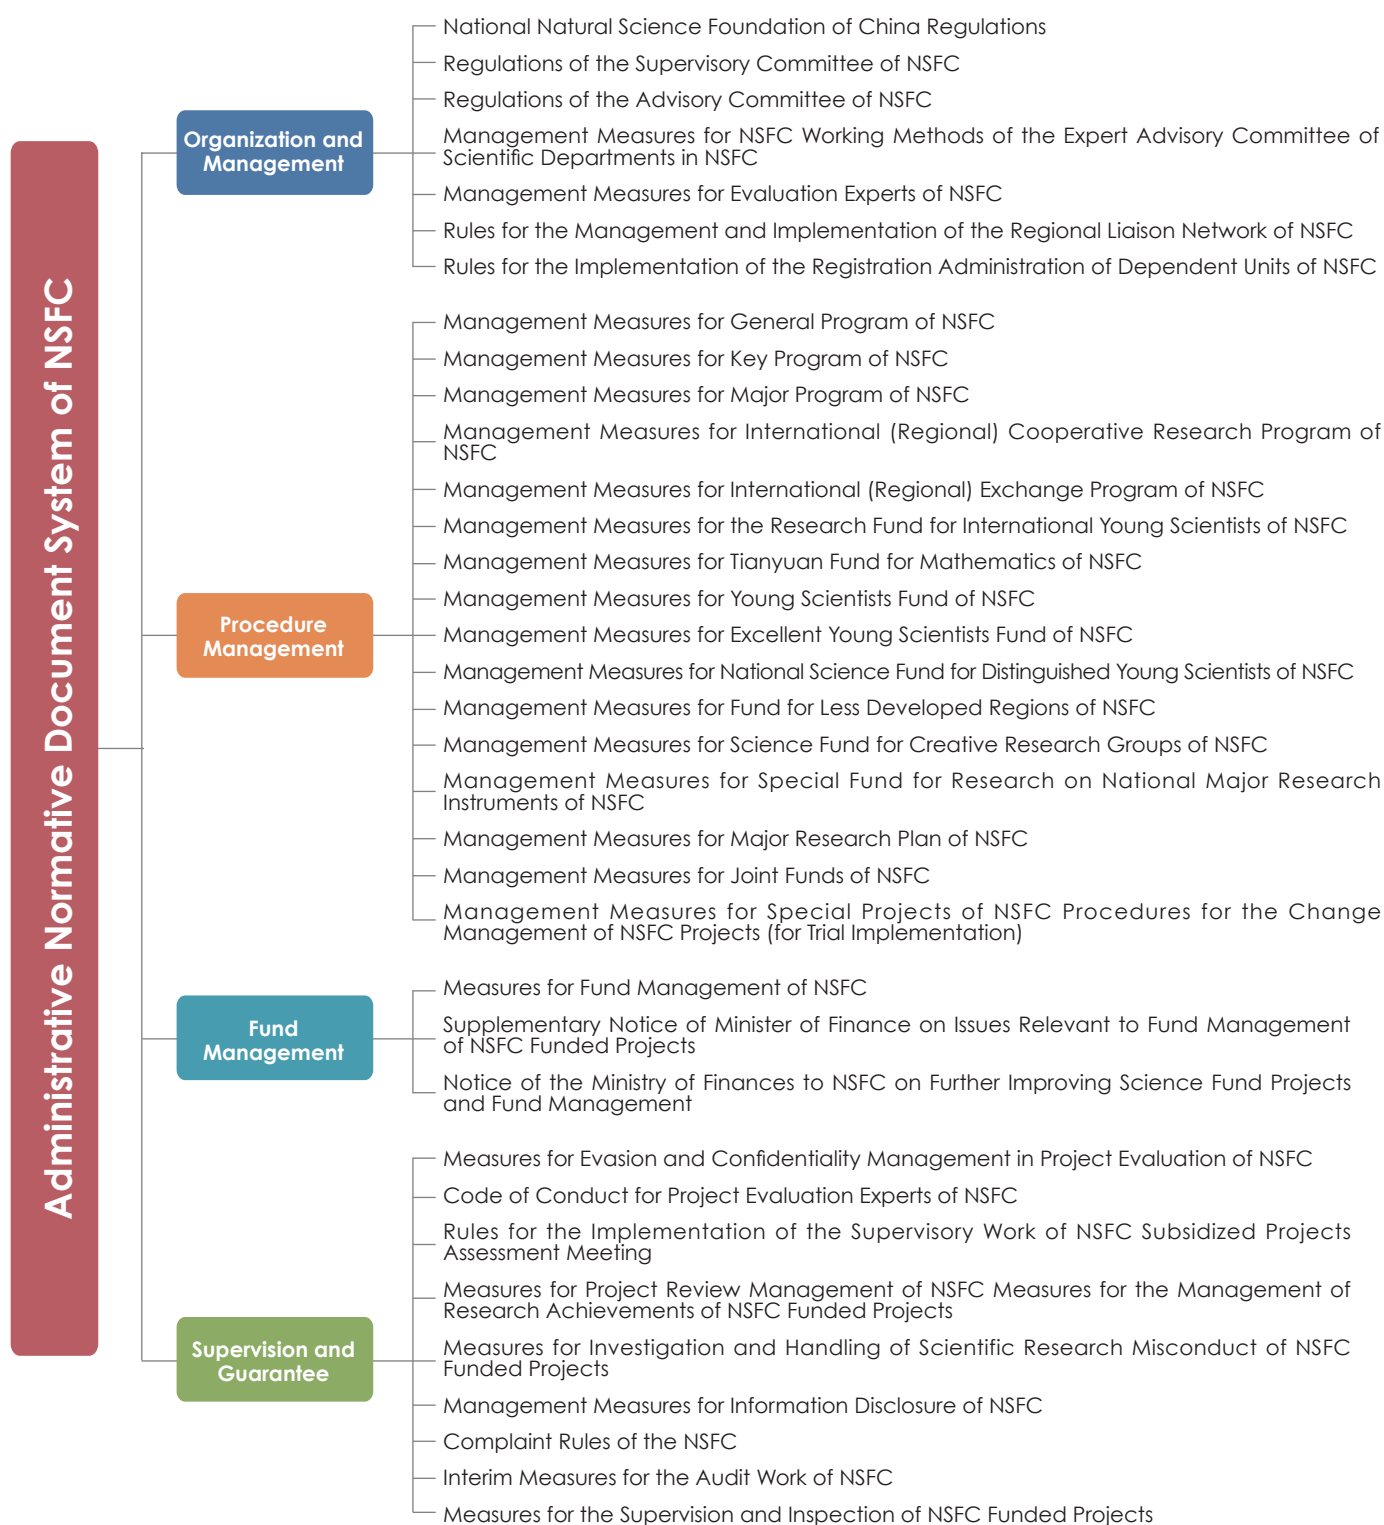 Administrative Normative Document System of NSFC
Organization and
Management
National Natural Science Foundation of China Regulations
Regulations of the Supervisory Committee of NSFC
Regulations of the Advisory Committee of NSFC
Management Measures for NSFC Working Methods of the Expert Advisory Committee of
Scientific Departments in NSFC
Management Measures for Evaluation Experts of NSFC
Rules for the Management and Implementation of the Regional Liaison Network of NSFC
Rules for the Implementation of the Registration Administration of Dependent Units of NSFC
Procedure
Management
Management Measures for General Program of NSFC
Management Measures for Key Program of NSFC
Management Measures for Major Program of NSFC
Management Measures for International (Regional) Cooperative Research Program of
NSFC
Management Measures for International (Regional) Exchange Program of NSFC
Management Measures for the Research Fund for International Young Scientists of NSFC
Management Measures for Tianyuan Fund for Mathematics of NSFC
Management Measures for Young Scientists Fund of NSFC
Management Measures for Excellent Young Scientists Fund of NSFC
Management Measures for National Science Fund for Distinguished Young Scientists of NSFC
Management Measures for Fund for Less Developed Regions of NSFC
Management Measures for Science Fund for Creative Research Groups of NSFC
Management Measures for Special Fund for Research on National Major Research
Instruments of NSFC
Management Measures for Major Research Plan of NSFC
Management Measures for Joint Funds of NSFC
Management Measures for Special Projects of NSFC Procedures for the Change
Management of NSFC Projects (for Trial Implementation)
Fund
Management
Measures for Fund Management of NSFC
Supplementary Notice of Minister of Finance on Issues Relevant to Fund Management
of NSFC Funded Projects
Notice of the Ministry of Finances to NSFC on Further Improving Science Fund Projects
and Fund Management
Supervision and
Guarantee
Measures for Evasion and Confidentiality Management in Project Evaluation of NSFC
Code of Conduct for Project Evaluation Experts of NSFC
Rules for the Implementation of the Supervisory Work of NSFC Subsidized Projects
Assessment Meeting
Measures for Project Review Management of NSFC Measures for the Management of
Research Achievements of NSFC Funded Projects
Measures for Investigation and Handling of Scientific Research Misconduct of NSFC
Funded Projects
Management Measures for Information Disclosure of NSFC
Complaint Rules of the NSFC
Interim Measures for the Audit Work of NSFC
Measures for the Supervision and Inspection of NSFC Funded Projects